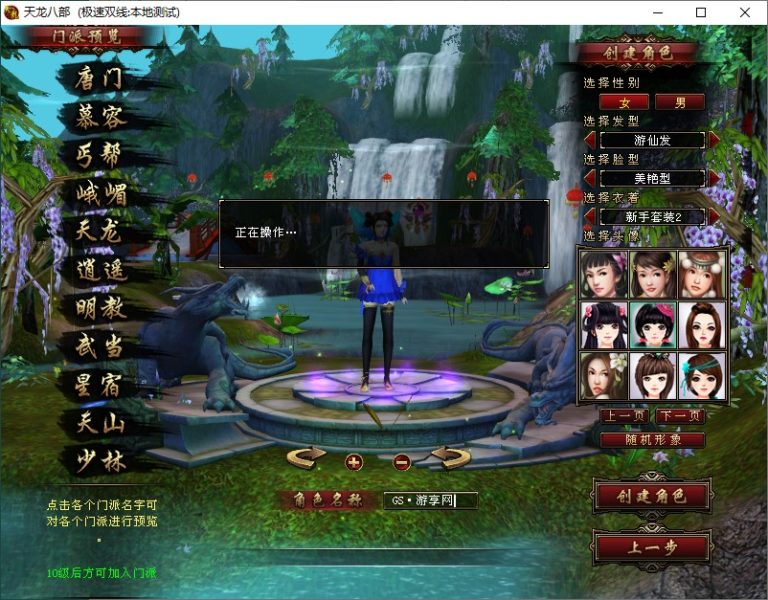 天龙八部 (极速双线:本地测试)
门派预览
唐门
慕容
丐帮
峨嵋
天龙
逍遥
明教
武当
星宿
天山
少林
点击各个门派名字可
对各个门派进行预览
。
10级后方可加入门派
正在操作…
角色名称
GS·游享网
创建角色
选择性别
女 男
选择发型
游仙发
选择脸型
美艳型
选择衣着
新手套装2
选择头像
上一页 下一页
随机形象
创建角色
上一步